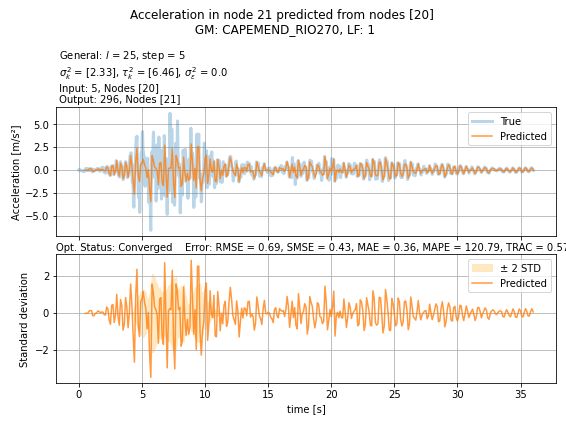 Acceleration in node 21 predicted from nodes [20]
GM: CAPEMEND_RIO270, LF: 1
General: l = 25, step = 5
σ²ₖ = [2.33], τ²ₖ = [6.46], σ²ε = 0.0
Input: 5, Nodes [20]
Output: 296, Nodes [21]
Acceleration [m/s²]
5.0
2.5
0.0
−2.5
−5.0
True
Predicted
Opt. Status: Converged Error: RMSE = 0.69, SMSE = 0.43, MAE = 0.36, MAPE = 120.79, TRAC = 0.57
Standard deviation
2
0
−2
± 2 STD
Predicted
0 5 10 15 20 25 30 35
time [s]